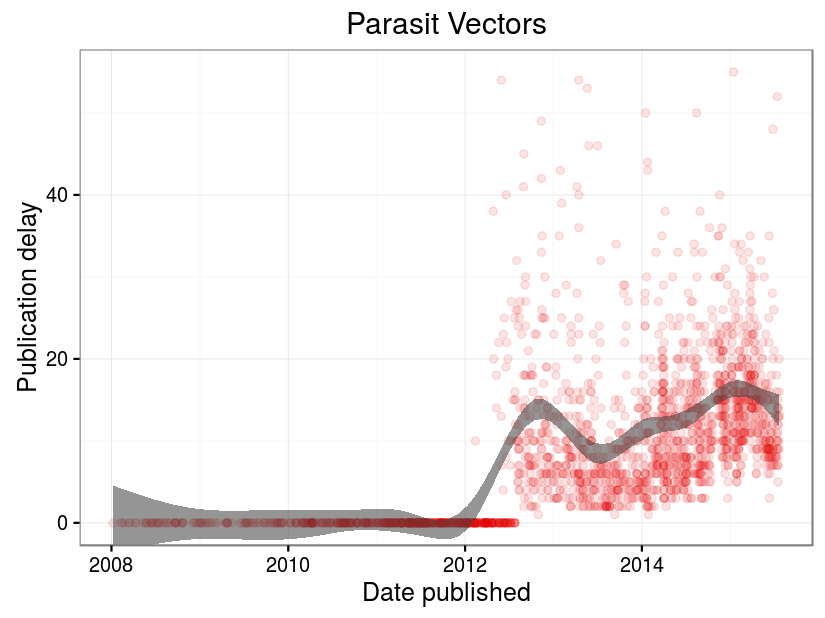 Parasit Vectors
Publication delay
40
20
0
2008 2010 2012 2014
Date published